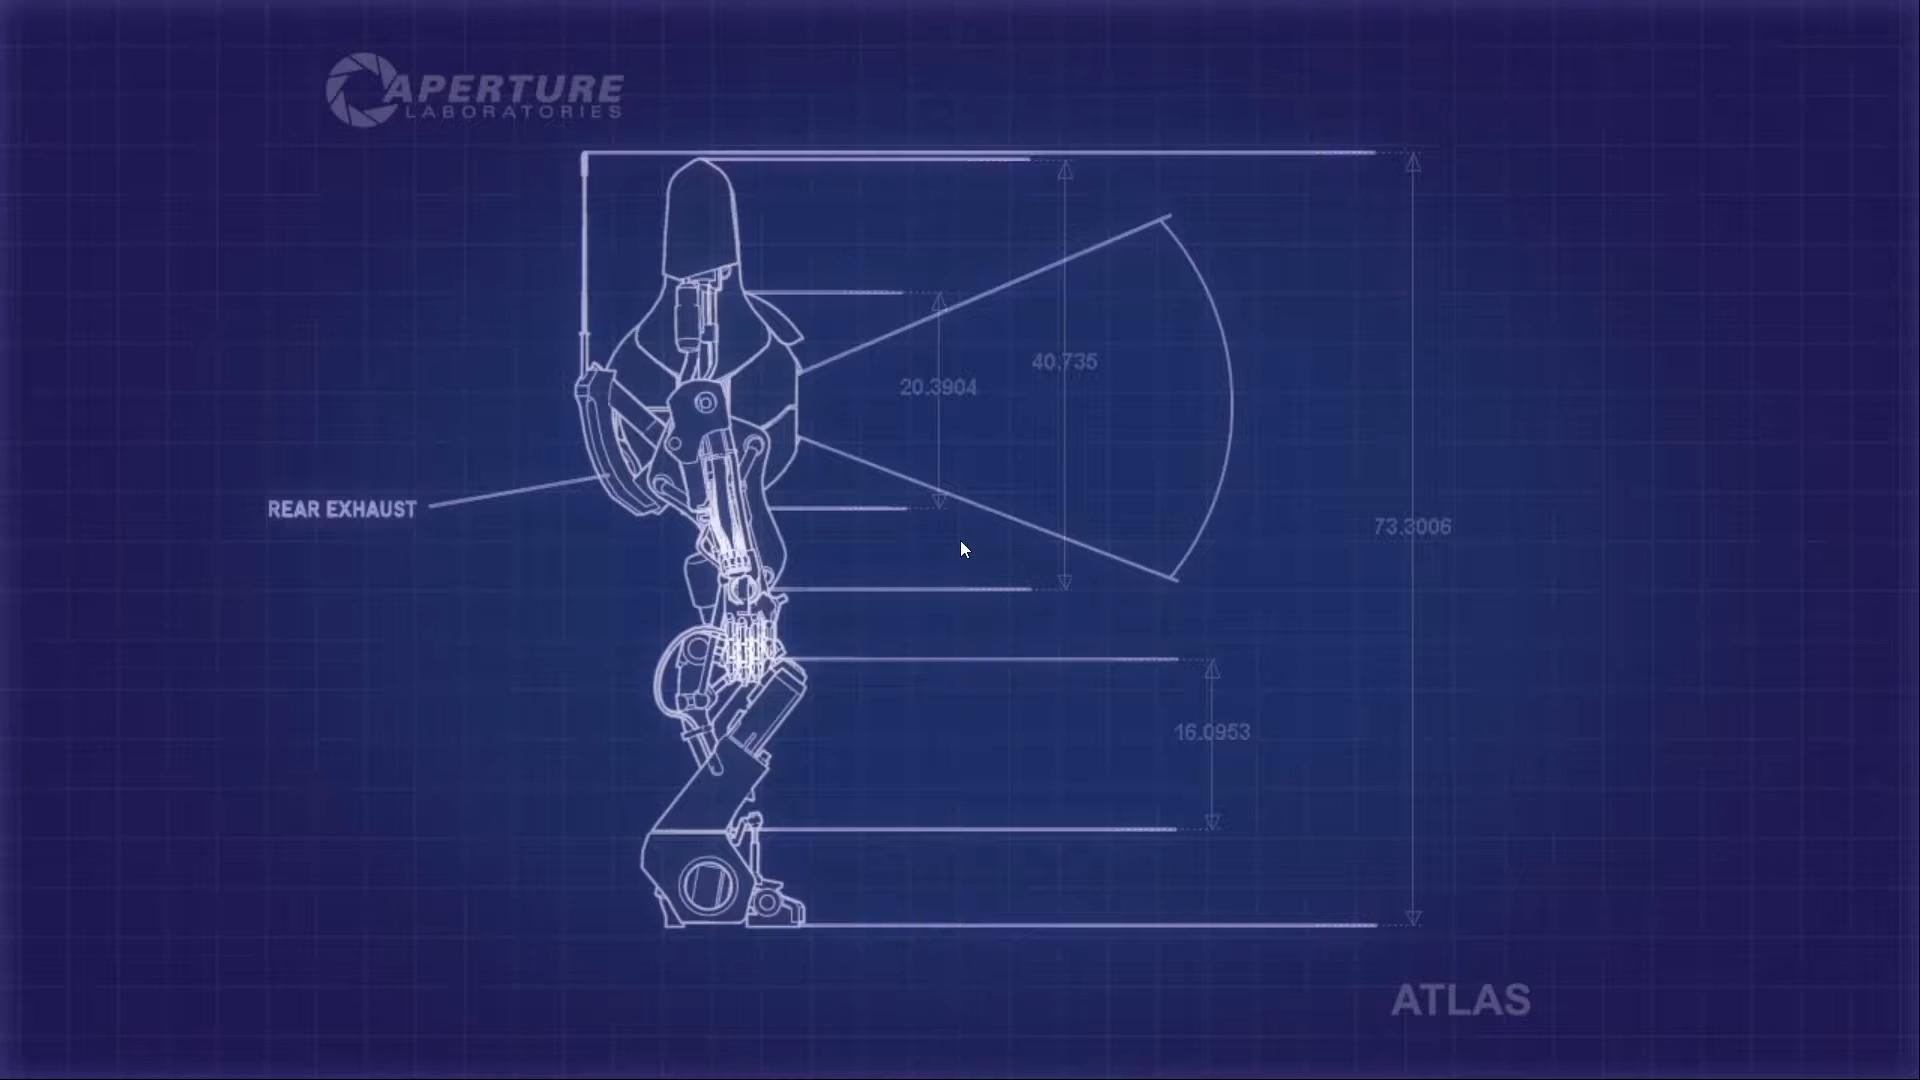 APERTURE
LABORATORIES
40.735
20.3904
REAR EXHAUST
73.3006
16.0953
ATLAS